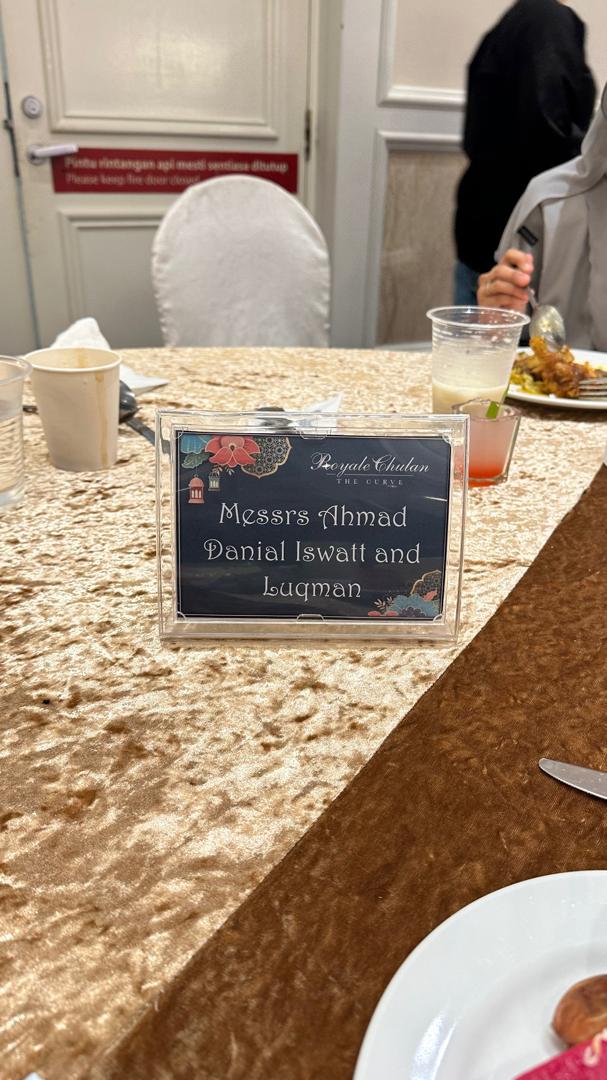 Pintu rintangan api mesti sentiasa ditutup
Please keep fire door closed
Royale Chulan
THE CURVE
Messrs Ahmad
Danial Iswatt and
Luqman